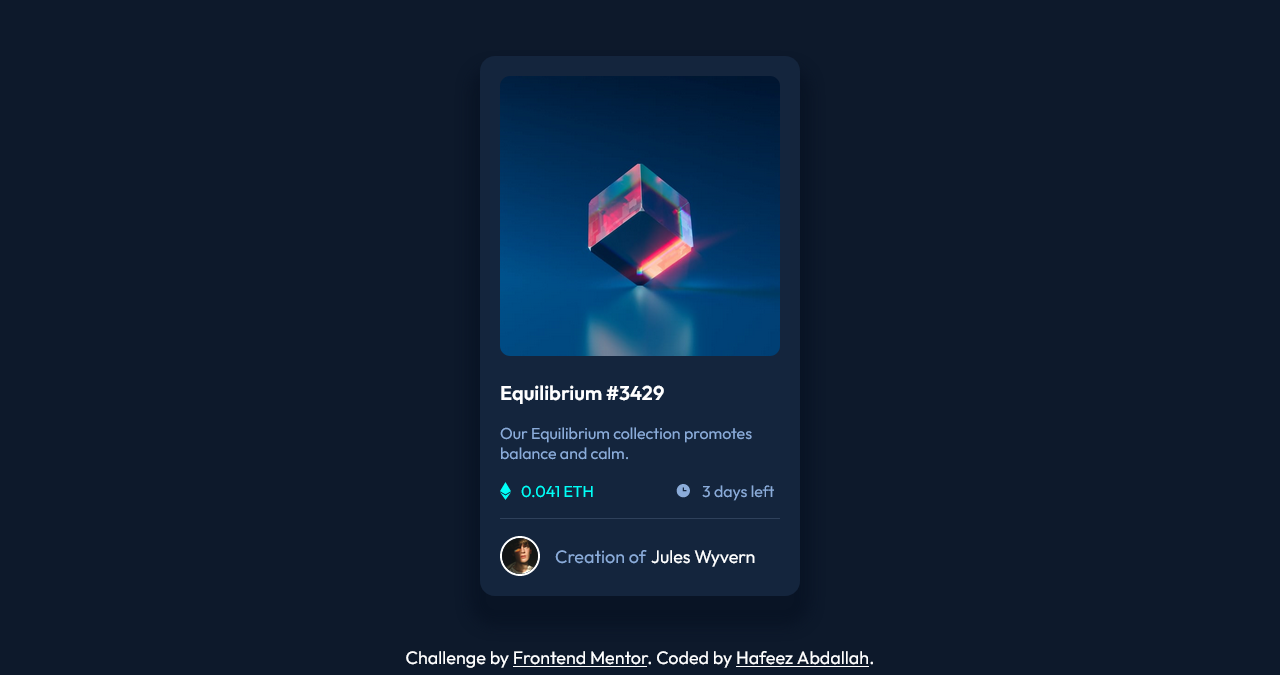 Equilibrium #3429
Our Equilibrium collection promotes
balance and calm.
0.041 ETH
3 days left
Creation of Jules Wyvern
Challenge by Frontend Mentor. Coded by Hafeez Abdallah.